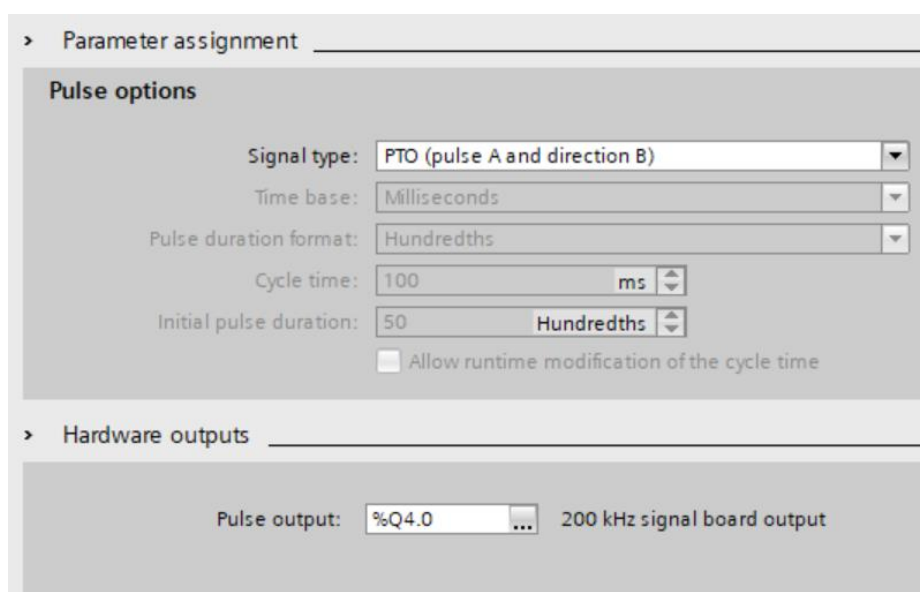 Parameter assignment
Pulse options
Signal type: PTO (pulse A and direction B)
Time base: Milliseconds
Pulse duration format: Hundredths
Cycle time: 100 ms
Initial pulse duration: 50 Hundredths
Allow runtime modification of the cycle time
Hardware outputs
Pulse output: %Q4.0 ... 200 kHz signal board output